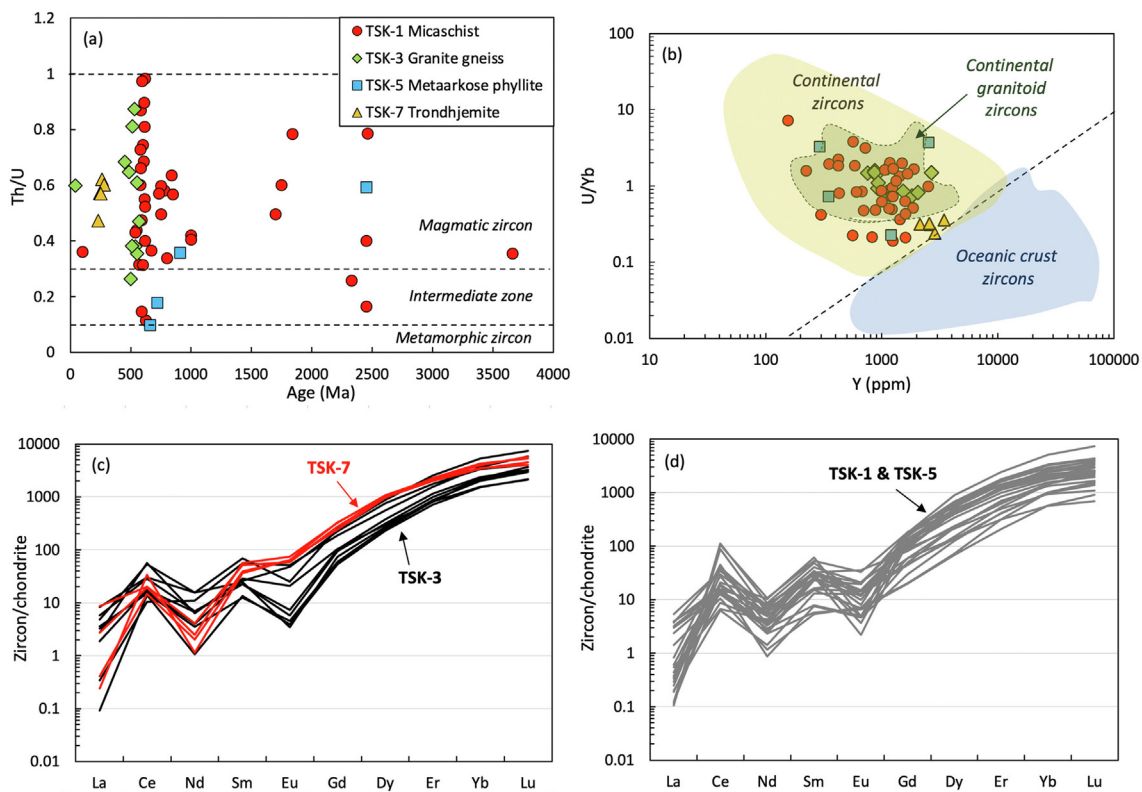 (a)
TSK-1 Micaschist
TSK-3 Granite gneiss
TSK-5 Metaarkose phyllite
TSK-7 Trondhjemite
1.2
1
0.8
0.6
0.4
0.2
0
Th/U
Magmatic zircon
Intermediate zone
Metamorphic zircon
0 500 1000 1500 2000 2500 3000 3500 4000
Age (Ma)
(b)
100
10
1
0.1
0.01
U/Yb
Continental
zircons
Continental
granitoid
zircons
Oceanic crust
zircons
10 100 1000 10000 100000
Y (ppm)
(c)
10000
1000
100
10
1
0.1
0.01
Zircon/chondrite
TSK-7
TSK-3
La Ce Nd Sm Eu Gd Dy Er Yb Lu
(d)
10000
1000
100
10
1
0.1
0.01
Zircon/chondrite
TSK-1 & TSK-5
La Ce Nd Sm Eu Gd Dy Er Yb Lu